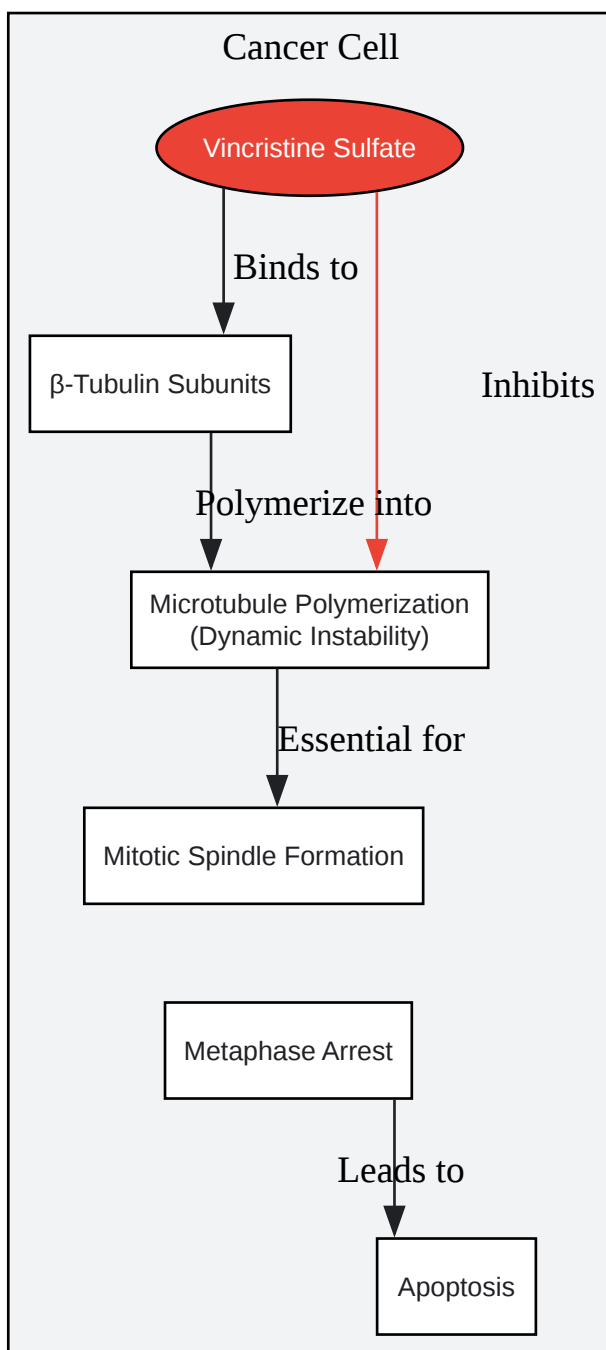 Cancer Cell
Vincristine Sulfate
Binds to
β-Tubulin Subunits
Inhibits
Polymerize into
Microtubule Polymerization
(Dynamic Instability)
Essential for
Mitotic Spindle Formation
Metaphase Arrest
Leads to
Apoptosis